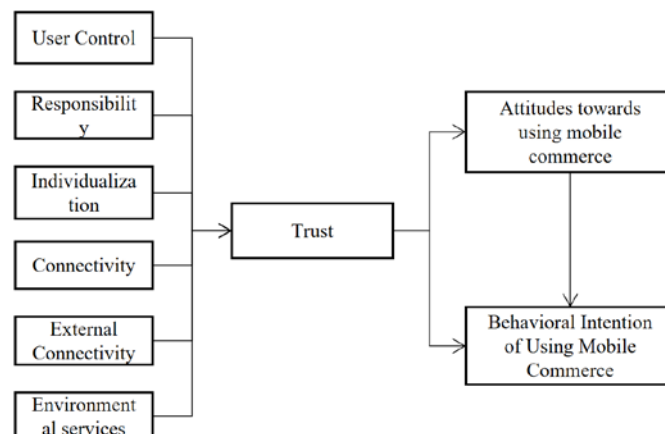 User Control
Responsibilit
y
Individualiza
tion
Connectivity
External
Connectivity
Environment
al services
Trust
Attitudes towards
using mobile
commerce
Behavioral Intention
of Using Mobile
Commerce